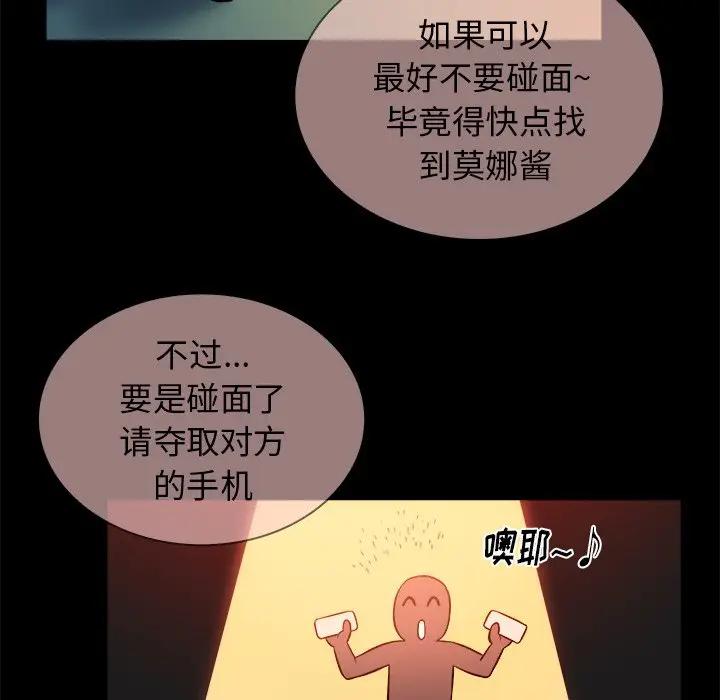 如果可以
最好不要碰面~
毕竟得快点找
到莫娜酱
不过...
要是碰面了
请夺取对方
的手机
噢耶~♪